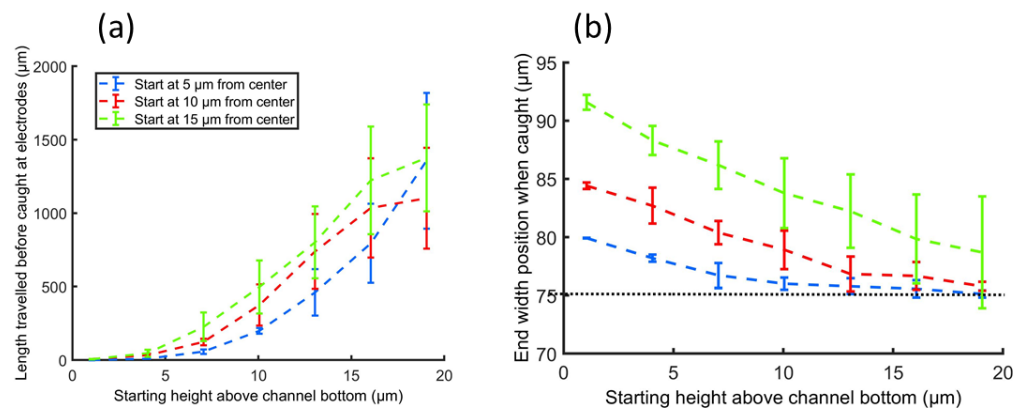 (a)
Length travelled before caught at electrodes (µm)
2000
1500
1000
500
0
Start at 5 µm from center
Start at 10 µm from center
Start at 15 µm from center
0
5
10
15
20
Starting height above channel bottom (µm)
(b)
End width position when caught (µm)
95
90
85
80
75
70
0
5
10
15
20
Starting height above channel bottom (µm)